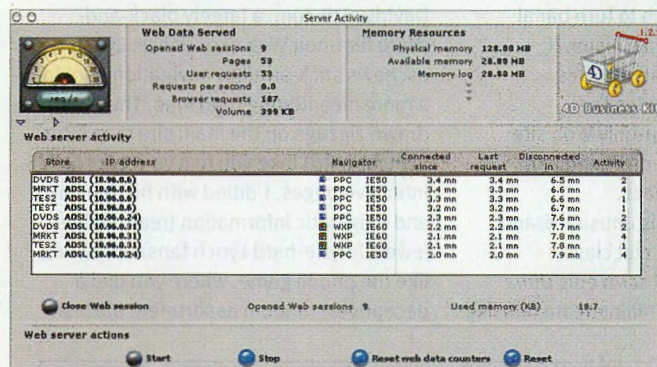 Server Activity
Web Data Served
Opened Web sessions 9
Pages 53
User requests 53
Requests per second 0.0
Browser requests 187
Volume 399 KB
req/s
Memory Resources
Physical memory 128.00 MB
Available memory 28.00 MB
Memory log 28.00 MB
1.2.
4D
4D Business Kit
Web server activity
Store IP address Navigator Connected since Last request Disconnected in Activity
DVDS ADSL (10.96.0.6) PPC IE50 3.4 mn 3.4 mn 6.5 mn 2
MRKT ADSL (10.96.0.6) PPC IE50 3.4 mn 3.3 mn 6.6 mn 4
TES2 ADSL (10.96.0.6) PPC IE50 3.3 mn 3.3 mn 6.6 mn 1
TEST ADSL (10.96.0.6) PPC IE50 3.2 mn 3.2 mn 6.7 mn 1
DVDS ADSL (10.96.0.24) PPC IE50 2.3 mn 2.3 mn 7.6 mn 2
DVDS ADSL (10.96.0.31) WXP IE60 2.2 mn 2.2 mn 7.7 mn 2
MRKT ADSL (10.96.0.31) WXP IE60 2.1 mn 2.1 mn 7.8 mn 4
TES2 ADSL (10.96.0.31) WXP IE60 2.1 mn 2.1 mn 7.8 mn 1
MRKT ADSL (10.96.0.24) PPC IE50 2.0 mn 2.0 mn 7.9 mn 4
Close Web session Opened Web sessions 9 Used memory (KB) 18.7
Web server actions
Start Stop Reset web data counters Reset